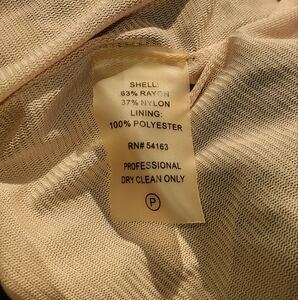 SHELL:
63% RAYON
37% NYLON
LINING:
100% POLYESTER
RN# 54163
PROFESSIONAL
DRY CLEAN ONLY
P